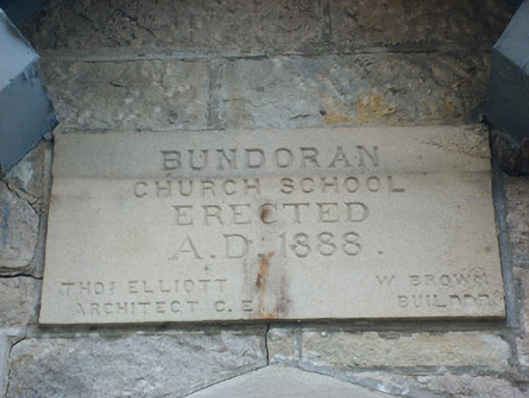 BUNDORAN
CHURCH SCHOOL
ERECTED
A.D. 1888.
THOS ELLIOTT
ARCHITECT C. E
W BROWN
BUILDER